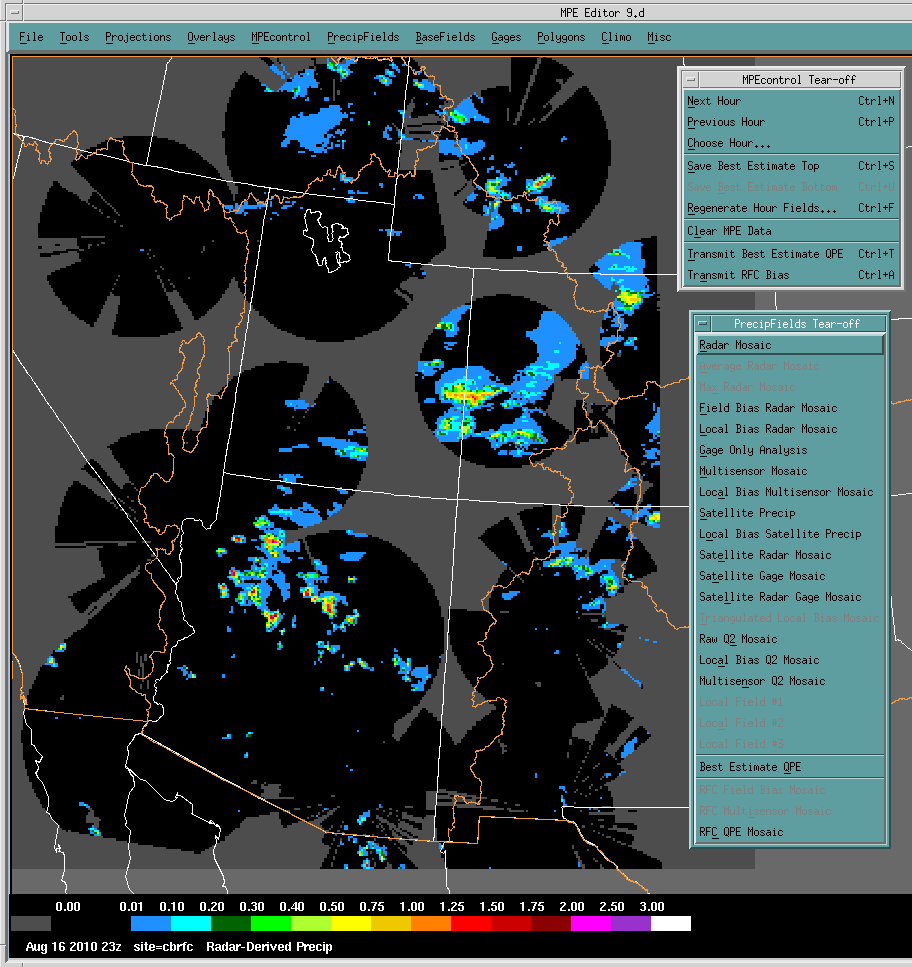 MPE Editor 9.d
File Tools Projections Overlays MPEcontrol PrecipFields BaseFields Gages Polygons Climo Misc
MPEcontrol Tear-off
Next Hour Ctrl+N
Previous Hour Ctrl+P
Choose Hour...
Save Best Estimate Top Ctrl+S
Save Best Estimate Bottom Ctrl+U
Regenerate Hour Fields... Ctrl+F
Clear MPE Data
Transmit Best Estimate QPE Ctrl+T
Transmit RFC Bias Ctrl+A
PrecipFields Tear-off
Radar Mosaic
Average Radar Mosaic
Max Radar Mosaic
Field Bias Radar Mosaic
Local Bias Radar Mosaic
Gage Only Analysis
Multisensor Mosaic
Local Bias Multisensor Mosaic
Satellite Precip
Local Bias Satellite Precip
Satellite Radar Mosaic
Satellite Gage Mosaic
Satellite Radar Gage Mosaic
Triangulated Local Bias Mosaic
Raw Q2 Mosaic
Local Bias Q2 Mosaic
Multisensor Q2 Mosaic
Local Field #1
Local Field #2
Local Field #3
Best Estimate QPE
RFC Field Bias Mosaic
RFC Multisensor Mosaic
RFC QPE Mosaic
0.00 0.01 0.10 0.20 0.30 0.40 0.50 0.75 1.00 1.25 1.50 1.75 2.00 2.50 3.00
Aug 16 2010 23z site=cbrfc Radar-Derived Precip